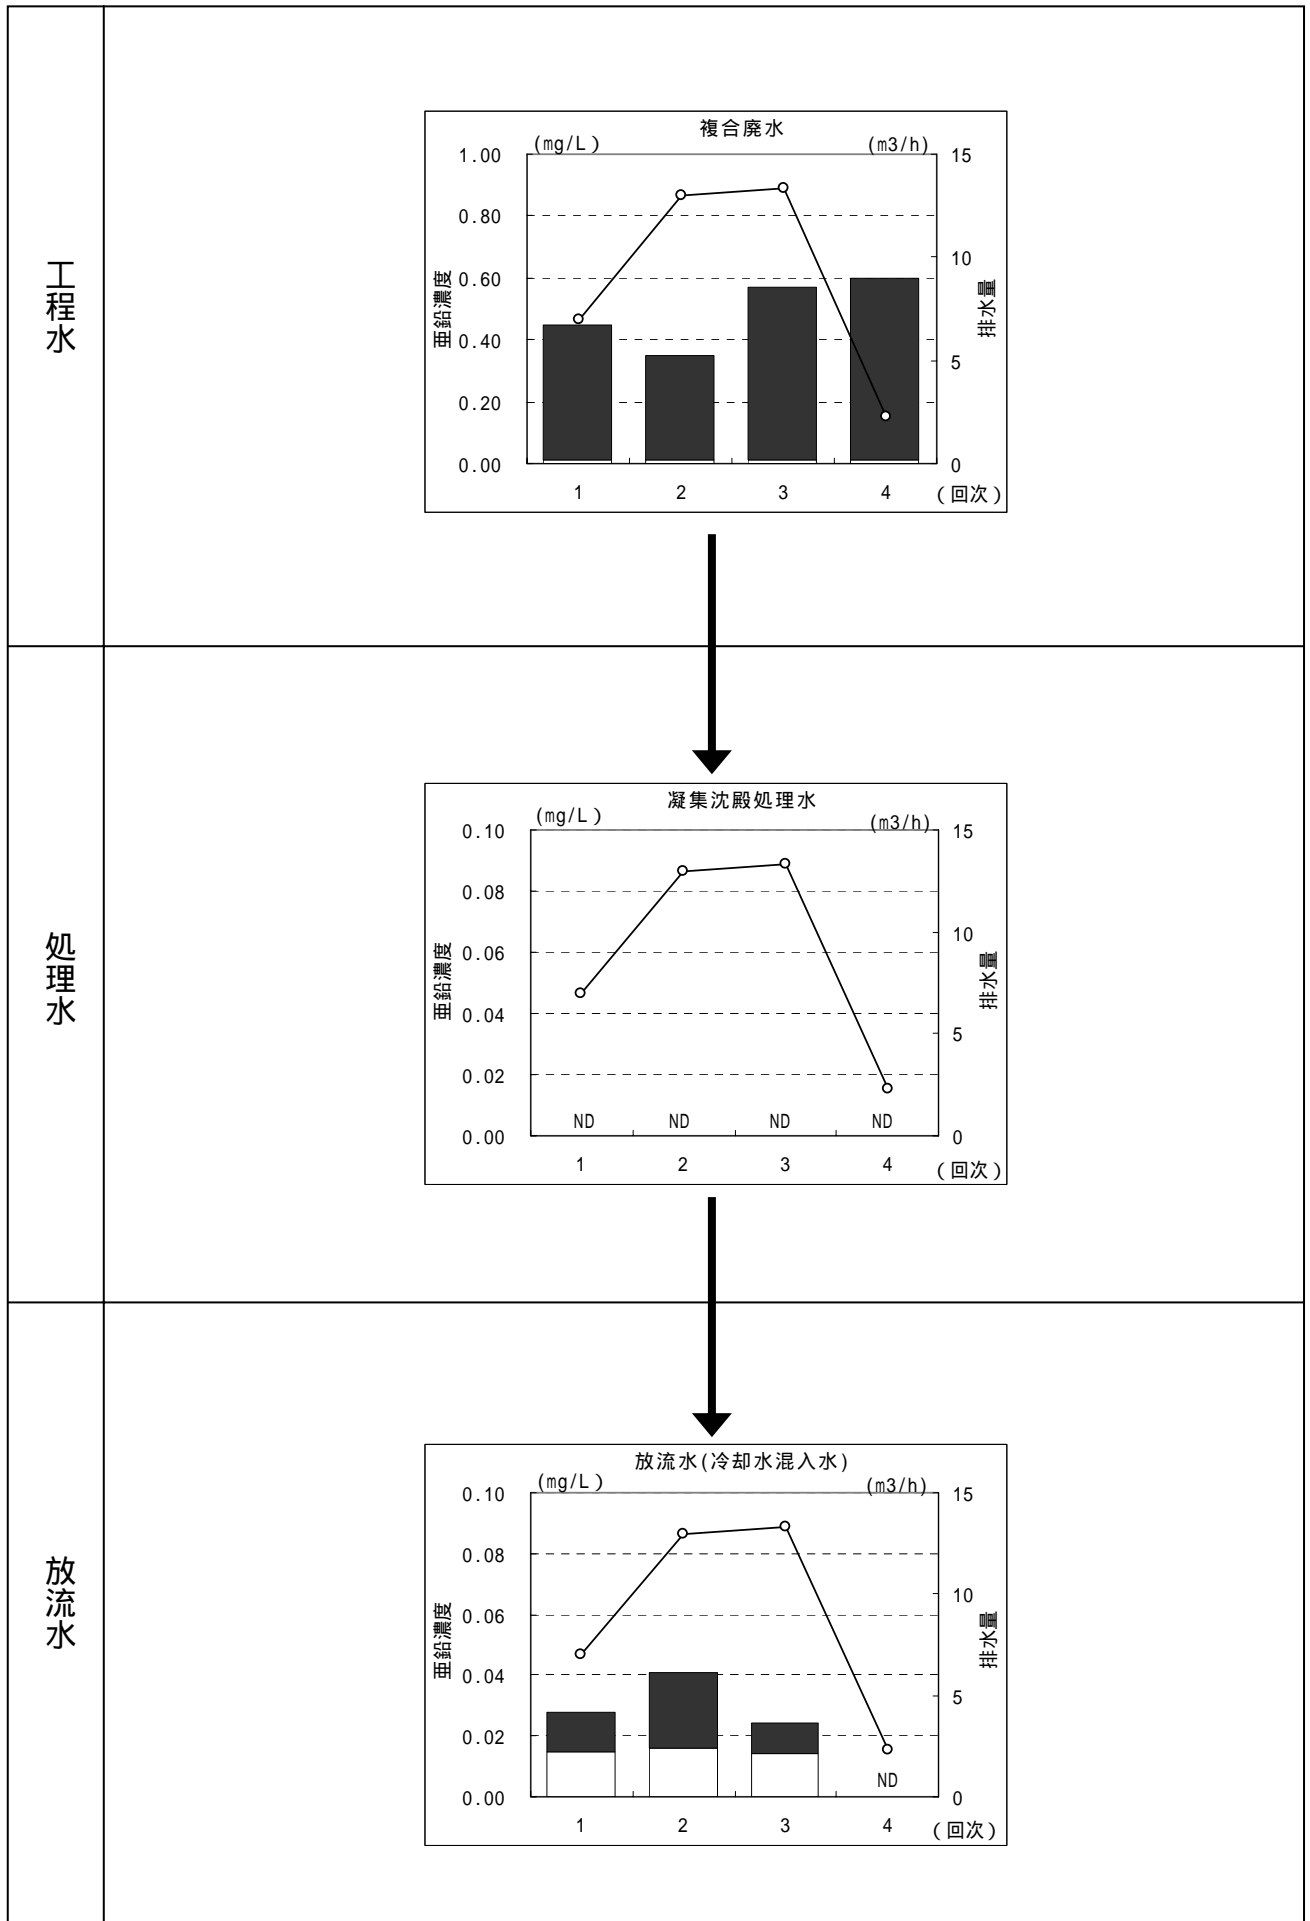 工程水
複合廃水
(mg/L)
(m3/h)
1.00
0.80
0.60
0.40
0.20
0.00
亜鉛濃度
15
10
5
0
排水量
1 2 3 4 (回次)
処理水
凝集沈殿処理水
(mg/L)
(m3/h)
0.10
0.08
0.06
0.04
0.02
0.00
亜鉛濃度
15
10
5
0
排水量
ND ND ND ND
1 2 3 4 (回次)
放流水
放流水(冷却水混入水)
(mg/L)
(m3/h)
0.10
0.08
0.06
0.04
0.02
0.00
亜鉛濃度
15
10
5
0
排水量
ND
1 2 3 4 (回次)